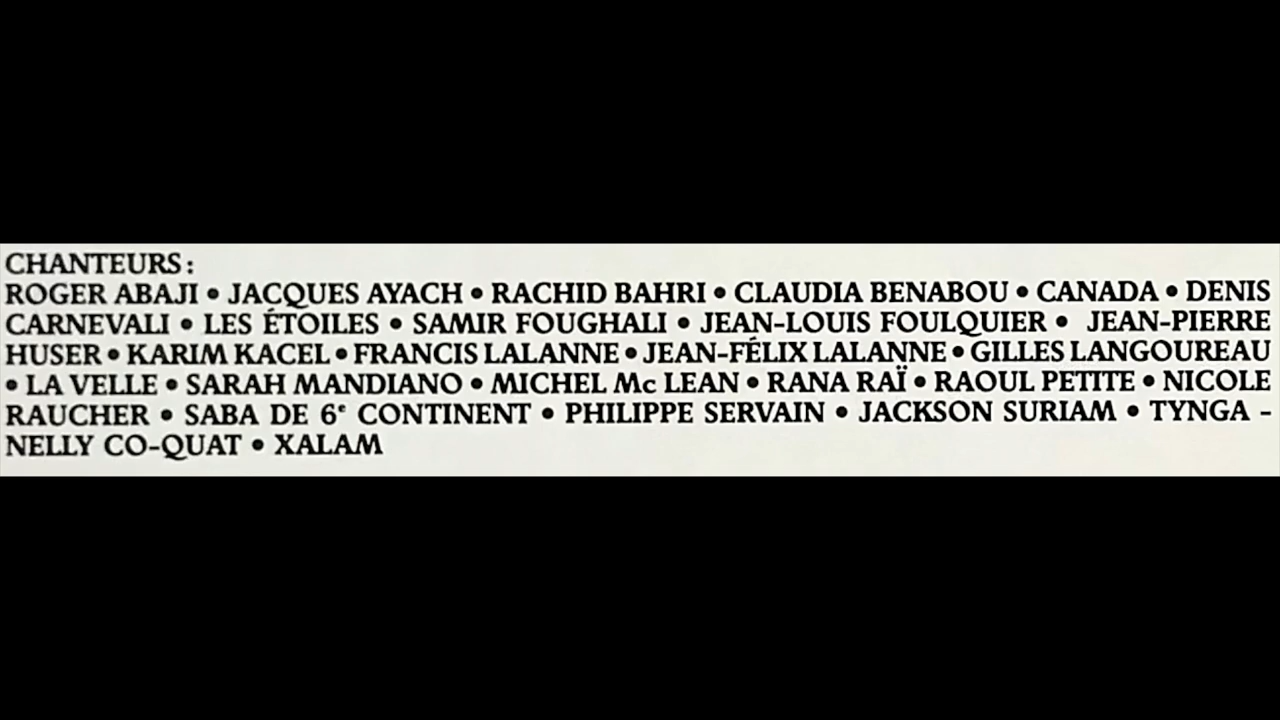 CHANTEURS :
ROGER ABAJI • JACQUES AYACH • RACHID BAHRI • CLAUDIA BENABOU • CANADA • DENIS
CARNEVALI • LES ÉTOILES • SAMIR FOUGHALI • JEAN-LOUIS FOULQUIER • JEAN-PIERRE
HUSER • KARIM KACEL • FRANCIS LALANNE • JEAN-FÉLIX LALANNE • GILLES LANGOUREAU
• LA VELLE • SARAH MANDIANO • MICHEL Mc LEAN • RANA RAÏ • RAOUL PETITE • NICOLE
RAUCHER • SABA DE 6e CONTINENT • PHILIPPE SERVAIN • JACKSON SURIAM • TYNGA -
NELLY CO-QUAT • XALAM